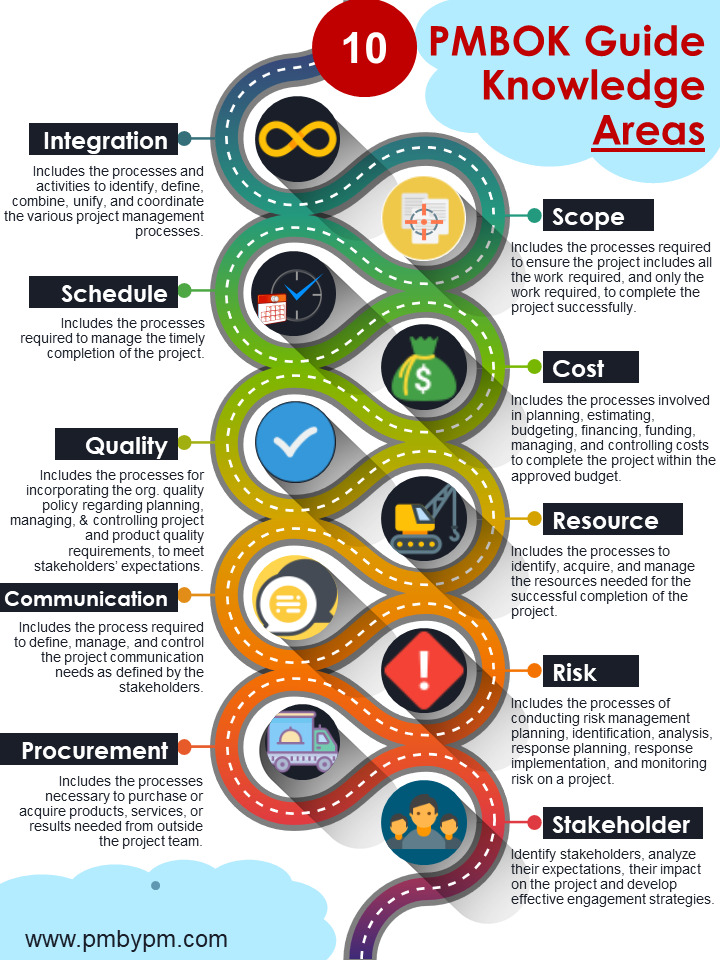 10
PMBOK Guide
Knowledge
Areas
Integration
Includes the processes and
activities to identify, define,
combine, unify, and coordinate
the various project management
processes.
Scope
Includes the processes required
to ensure the project includes all
the work required, and only the
work required, to complete the
project successfully.
Schedule
Includes the processes
required to manage the timely
completion of the project.
Cost
Includes the processes involved
in planning, estimating,
budgeting, financing, funding,
managing, and controlling costs
to complete the project within the
approved budget.
$
Quality
Includes the processes for
incorporating the org. quality
policy regarding planning,
managing, & controlling project
and product quality
requirements, to meet
stakeholders' expectations.
Resource
Includes the processes to
identify, acquire, and manage
the resources needed for the
successful completion of the
project.
Communication
Includes the process required
to define, manage, and control
the project communication
needs as defined by the
stakeholders.
Risk
Includes the processes of
conducting risk management
planning, identification, analysis,
response planning, response
implementation, and monitoring
risk on a project.
!
Procurement
Includes the processes
necessary to purchase or
acquire products, services, or
results needed from outside
the project team.
Stakeholder
Identify stakeholders, analyze
their expectations, their impact
on the project and develop
effective engagement strategies.
www.pmbypm.com